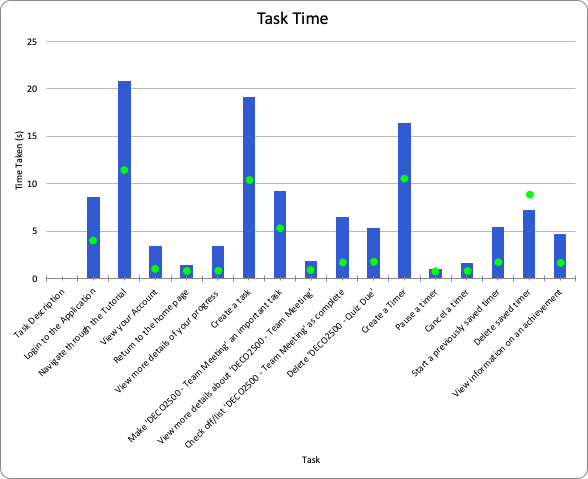 Task Time
Time Taken (s)
25
20
15
10
5
0
Task Description
Login to the Application
Navigate through the Tutorial
View your Account
Return to the home page
View more details of your progress
Create a task
Make 'DECO2500 - Team Meeting' an important task
View more details about 'DECO2500 - Team Meeting'
Check off/list 'DECO2500 - Team Meeting' as complete
Delete 'DECO2500 - Quiz Due'
Create a Timer
Pause a timer
Cancel a timer
Start a previously saved timer
Delete saved timer
View information on an achievement
Task